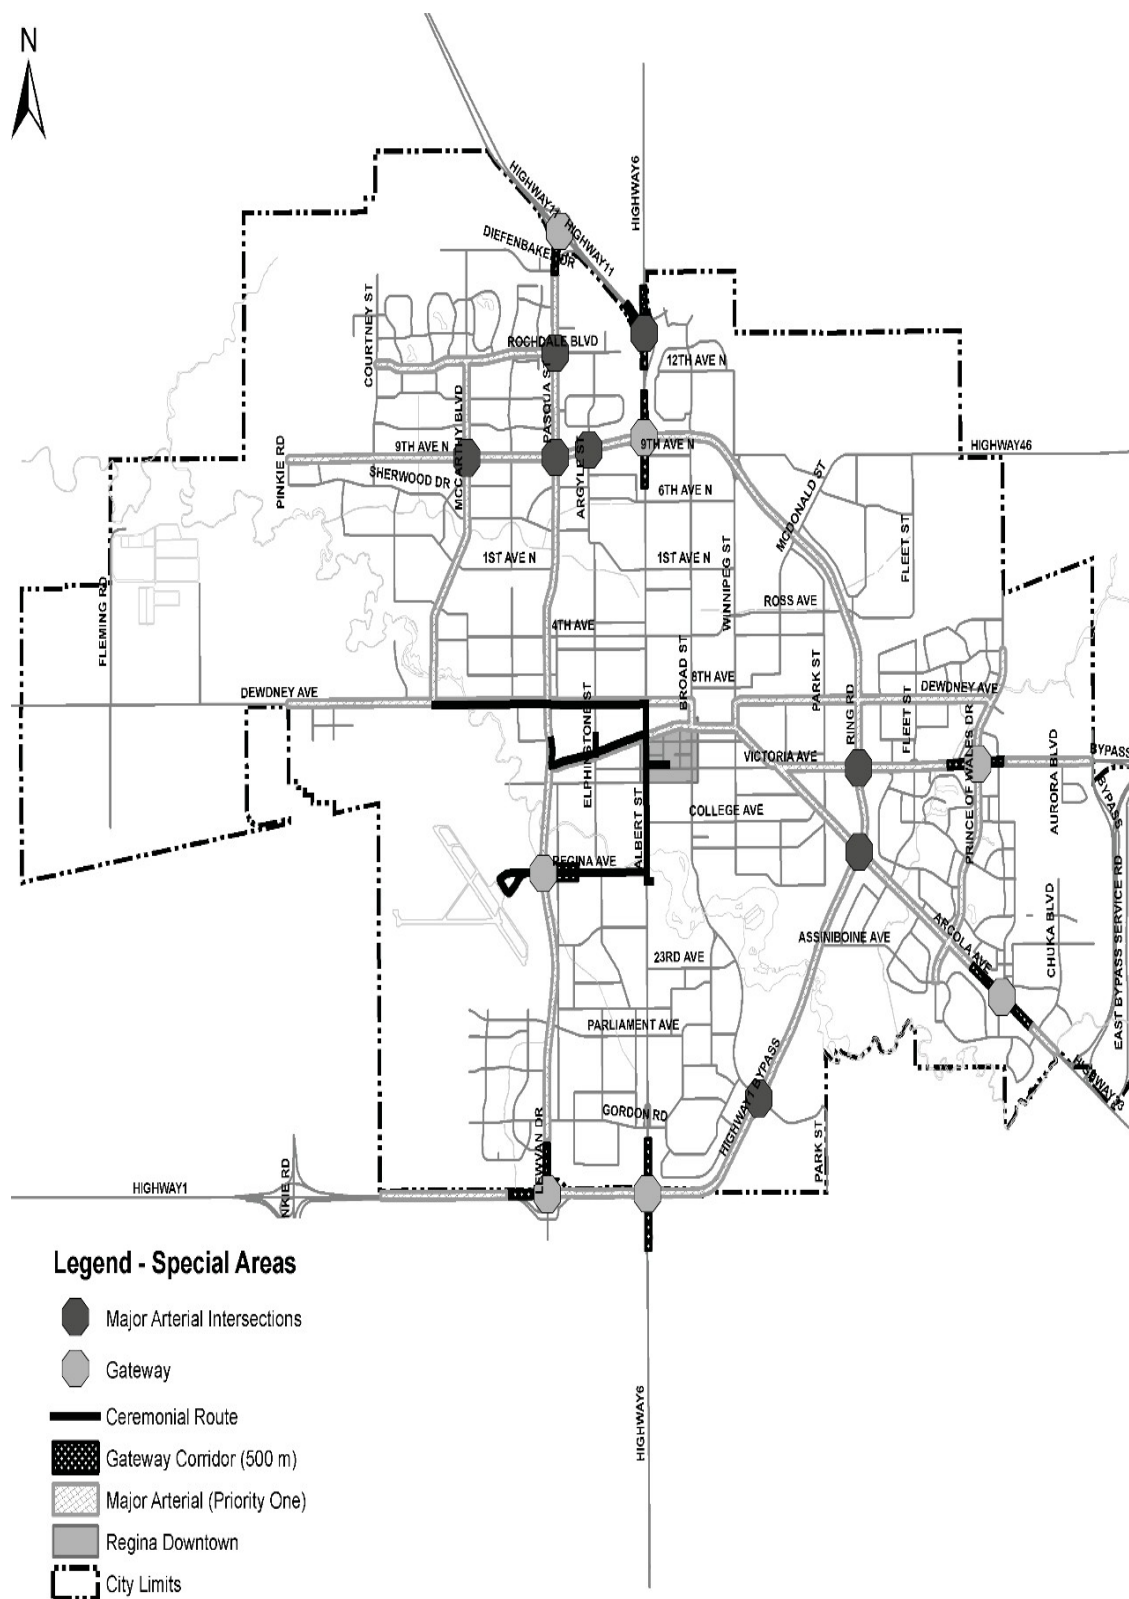 N
HIGHWAY11
HIGHWAY6
HIGHWAY11
DIEFENBAKER DR
COURTNEY ST
ROCHDALE BLVD
12TH AVE N
PASQUA ST
MCCARTHY BLVD
9TH AVE N
9TH AVE N
HIGHWAY46
PINKIE RD
SHERWOOD DR
ARGYLE ST
6TH AVE N
MCDONALD ST
FLEET ST
1ST AVE N
1ST AVE N
WINNIPEG ST
FLEMING RD
ROSS AVE
4TH AVE
BROAD ST
8TH AVE
PARK ST
DEWDNEY AVE
DEWDNEY AVE
ELPHINSTONE ST
RING RD
FLEET ST
PRINCE OF WALES DR
AURORA BLVD
VICTORIA AVE
BYPASS
BYPASS
COLLEGE AVE
ALBERT ST
REGINA AVE
EAST BYPASS SERVICE RD
CHUKA BLVD
ARCOLA AVE
ASSINIBOINE AVE
23RD AVE
PARLIAMENT AVE
HIGHWAY1 BYPASS
GORDON RD
LEWVAN DR
PARK ST
HIGHWAY33
HIGHWAY1
NKIE RD
HIGHWAY6
Legend - Special Areas
Major Arterial Intersections
Gateway
Ceremonial Route
Gateway Corridor (500 m)
Major Arterial (Priority One)
Regina Downtown
City Limits